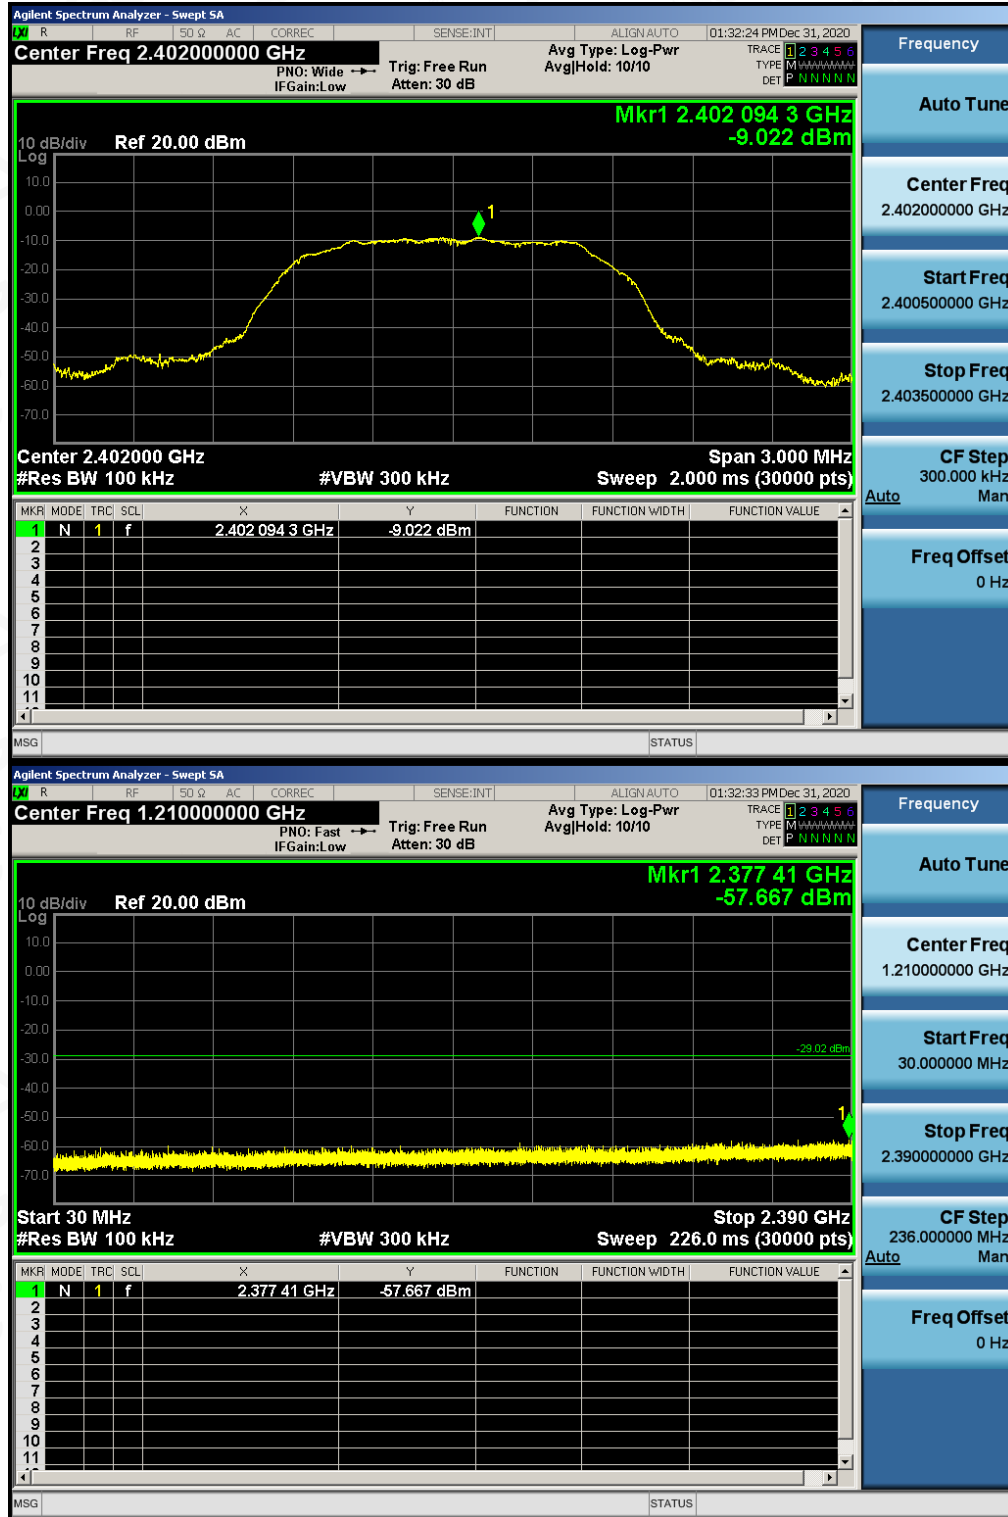 Agilent Spectrum Analyzer - Swept SA
LXI R RF 50 Ω AC CORREC SENSE:INT ALIGN AUTO 01:32:24 PM Dec 31, 2020
Center Freq 2.402000000 GHz
PNO: Wide
IFGain:Low
Trig: Free Run
Atten: 30 dB
Avg Type: Log-Pwr
Avg|Hold: 10/10
TRACE 1 2 3 4 5 6
TYPE M
DET P N N N N N
Mkr1 2.402 094 3 GHz
-9.022 dBm
10 dB/div Ref 20.00 dBm
Log
10.0
0.00
-10.0
-20.0
-30.0
-40.0
-50.0
-60.0
-70.0
1
Center 2.402000 GHz Span 3.000 MHz
#Res BW 100 kHz #VBW 300 kHz Sweep 2.000 ms (30000 pts)
MKR MODE TRC SCL X Y FUNCTION FUNCTION WIDTH FUNCTION VALUE
1 N 1 f 2.402 094 3 GHz -9.022 dBm
2
3
4
5
6
7
8
9
10
11
MSG STATUS
Frequency
Auto Tune
Center Freq
2.402000000 GHz
Start Freq
2.400500000 GHz
Stop Freq
2.403500000 GHz
CF Step
300.000 kHz
Auto Man
Freq Offset
0 Hz
Agilent Spectrum Analyzer - Swept SA
LXI R RF 50 Ω AC CORREC SENSE:INT ALIGN AUTO 01:32:33 PM Dec 31, 2020
Center Freq 1.210000000 GHz
PNO: Fast
IFGain:Low
Trig: Free Run
Atten: 30 dB
Avg Type: Log-Pwr
Avg|Hold: 10/10
TRACE 1 2 3 4 5 6
TYPE M
DET P N N N N N
Mkr1 2.377 41 GHz
-57.667 dBm
10 dB/div Ref 20.00 dBm
Log
10.0
0.00
-10.0
-20.0
-30.0
-40.0
-50.0
-60.0
-70.0
-29.02 dBm
1
Start 30 MHz Stop 2.390 GHz
#Res BW 100 kHz #VBW 300 kHz Sweep 226.0 ms (30000 pts)
MKR MODE TRC SCL X Y FUNCTION FUNCTION WIDTH FUNCTION VALUE
1 N 1 f 2.377 41 GHz -57.667 dBm
2
3
4
5
6
7
8
9
10
11
MSG STATUS
Frequency
Auto Tune
Center Freq
1.210000000 GHz
Start Freq
30.000000 MHz
Stop Freq
2.390000000 GHz
CF Step
236.000000 MHz
Auto Man
Freq Offset
0 Hz